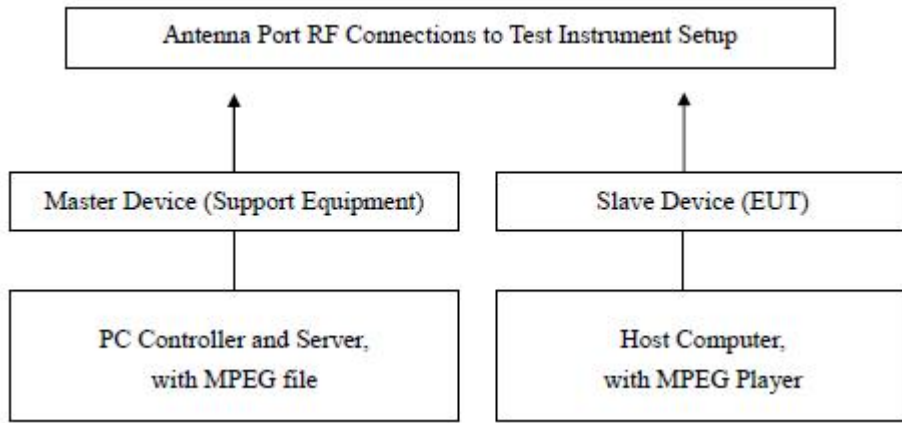 Antenna Port RF Connections to Test Instrument Setup
Master Device (Support Equipment)
Slave Device (EUT)
PC Controller and Server,
with MPEG file
Host Computer,
with MPEG Player